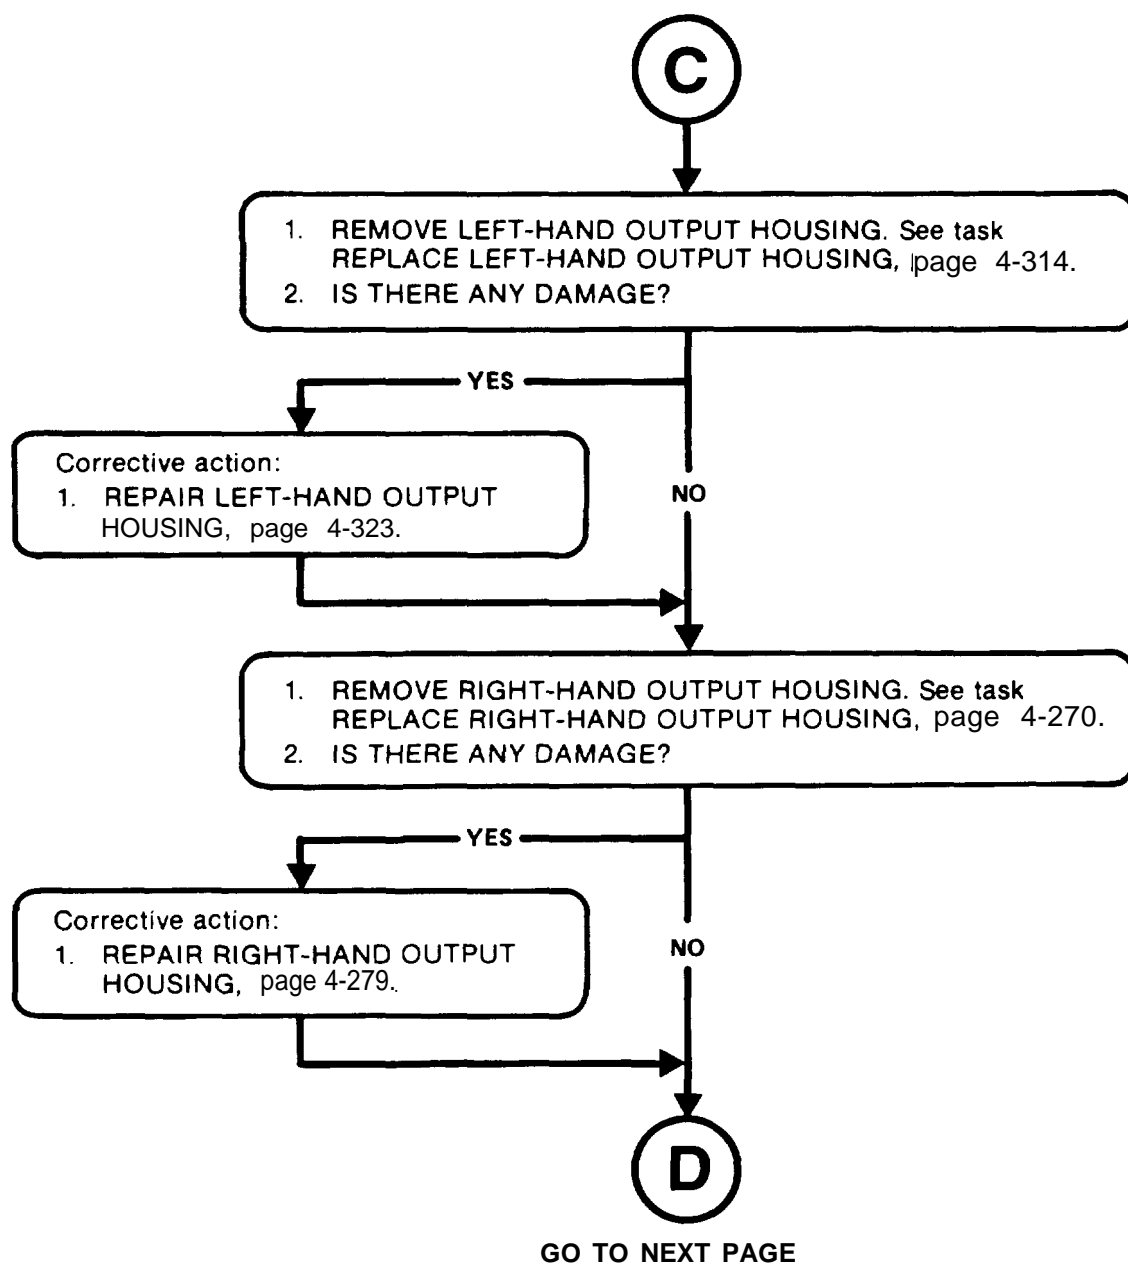 C
1. REMOVE LEFT-HAND OUTPUT HOUSING. See task
REPLACE LEFT-HAND OUTPUT HOUSING, page 4-314.
2. IS THERE ANY DAMAGE?
YES
Corrective action:
1. REPAIR LEFT-HAND OUTPUT
HOUSING, page 4-323.
NO
1. REMOVE RIGHT-HAND OUTPUT HOUSING. See task
REPLACE RIGHT-HAND OUTPUT HOUSING, page 4-270.
2. IS THERE ANY DAMAGE?
YES
Corrective action:
1. REPAIR RIGHT-HAND OUTPUT
HOUSING, page 4-279.
NO
D
GO TO NEXT PAGE